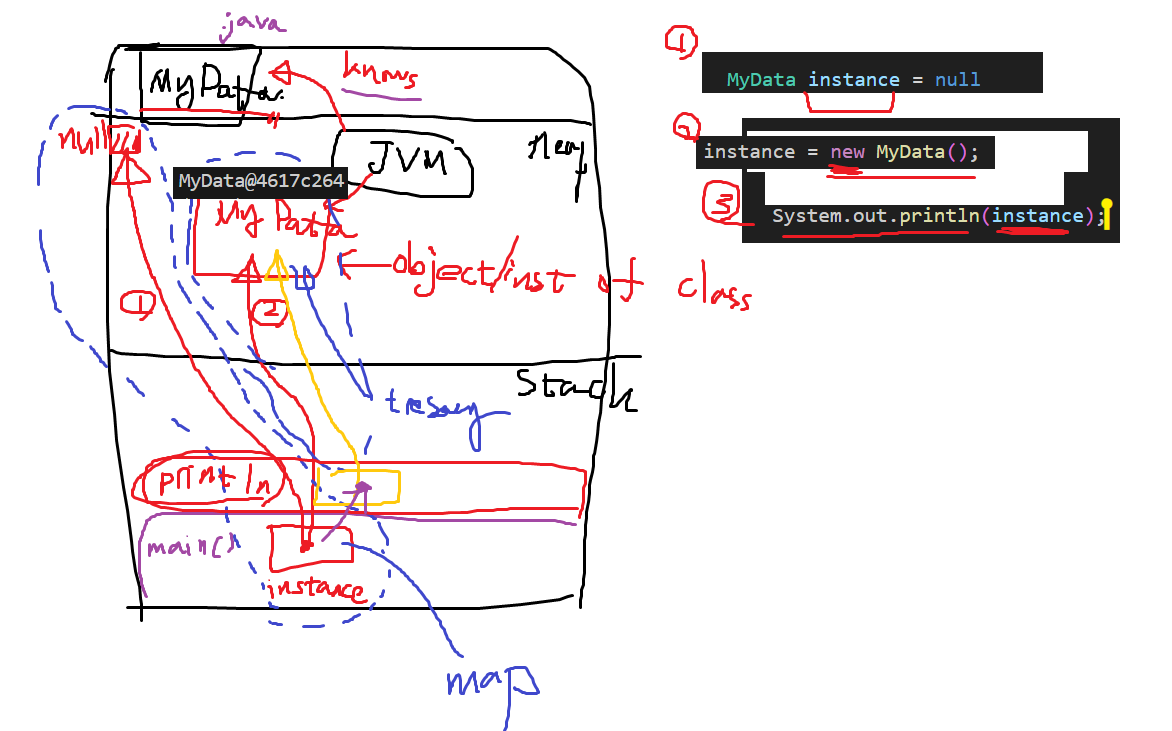 .java
MyData.
knows
①
MyData instance = null
null
JVM
Heap
②
instance = new MyData();
MyData@4617c264
MyData
③
System.out.println(instance);
object/inst of class
①
②
Stack
println
main()
instance
map